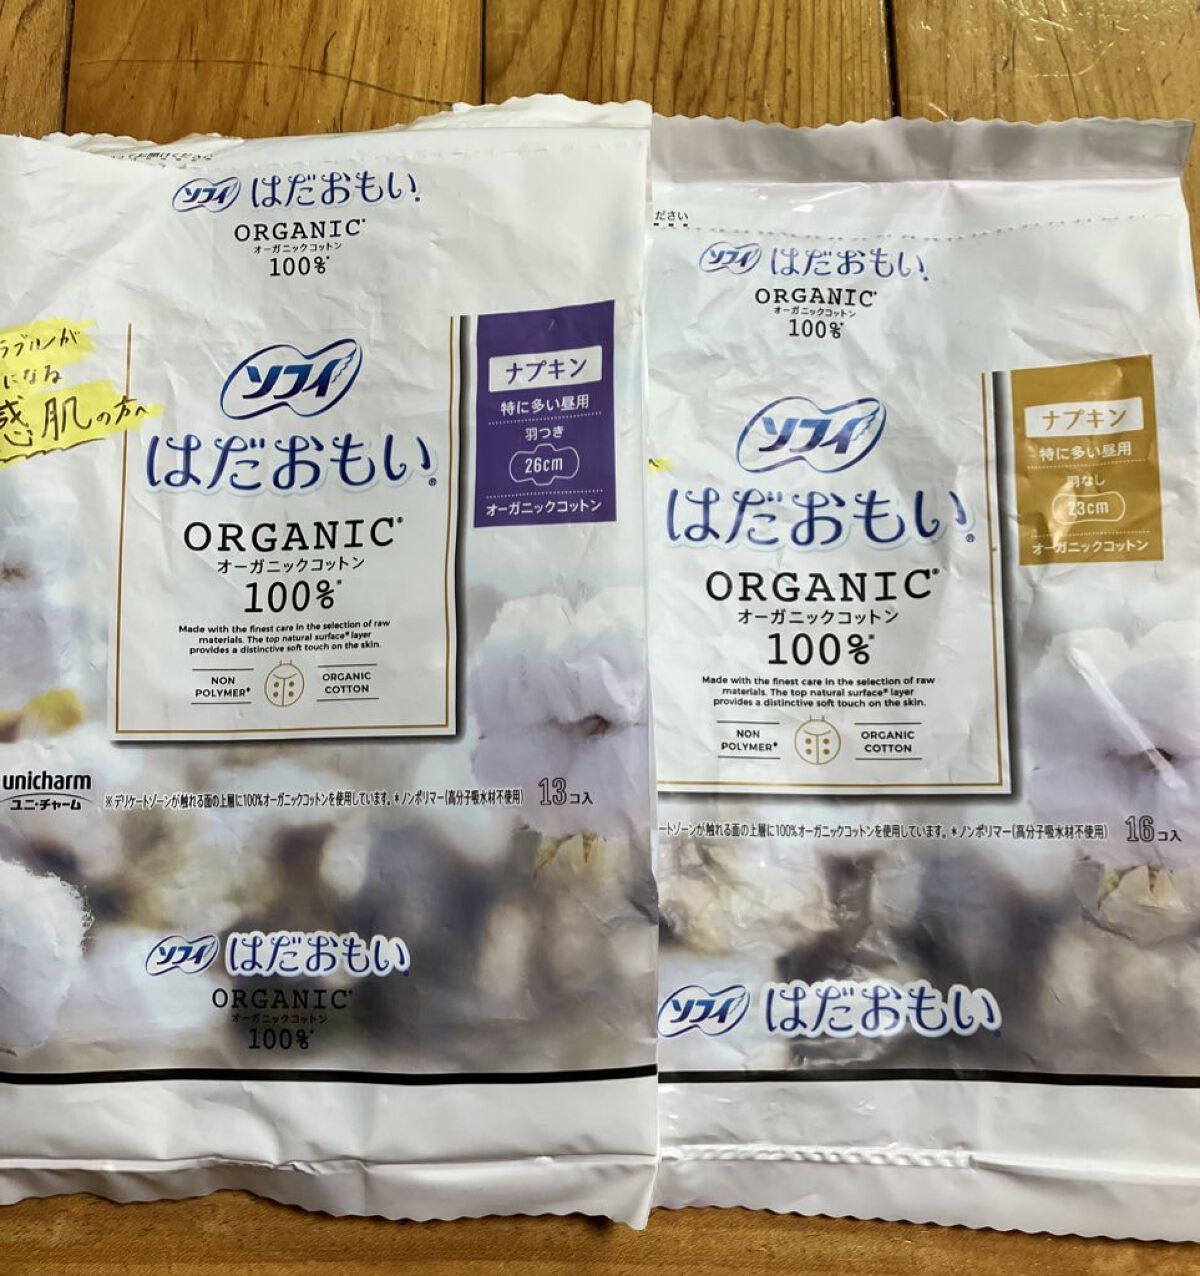 ソフィ はだおもい®
ORGANIC*
オーガニックコットン
100%*
ラブルが
になる
感肌の方へ
ソフィ
はだおもい®
ORGANIC*
オーガニックコットン
100%*
Made with the finest care in the selection of raw
materials. The top natural surface* layer
provides a distinctive soft touch on the skin.
NON
POLYMER*
ORGANIC
COTTON
ナプキン
特に多い昼用
羽つき
26cm
オーガニックコットン
unicharm
ユニ・チャーム
※デリケートゾーンが触れる面の上層に100%オーガニックコットンを使用しています。*ノンポリマー(高分子吸水材不使用)
13コ入
ソフィ はだおもい
ORGANIC*
オーガニックコットン
100%*
ださい
ソフィ はだおもい®
ORGANIC*
オーガニックコットン
100%*
ソフィ
はだおもい®
ORGANIC*
オーガニックコットン
100%*
Made with the finest care in the selection of raw
materials. The top natural surface* layer
provides a distinctive soft touch on the skin.
NON
POLYMER*
ORGANIC
COTTON
ナプキン
特に多い昼用
羽なし
23cm
オーガニックコットン
ートゾーンが触れる面の上層に100%オーガニックコットンを使用しています。*ノンポリマー(高分子吸水材不使用)
16コ入
ソフィ はだおもい